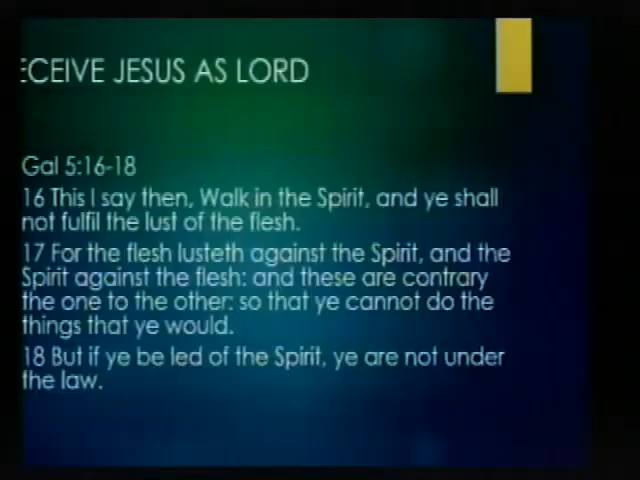 ECEIVE JESUS AS LORD
Gal 5:16-18
16 This I say then, Walk in the Spirit, and ye shall
not fulfil the lust of the flesh.
17 For the flesh lusteth against the Spirit, and the
Spirit against the flesh: and these are contrary
the one to the other: so that ye cannot do the
things that ye would.
18 But if ye be led of the Spirit, ye are not under
the law.